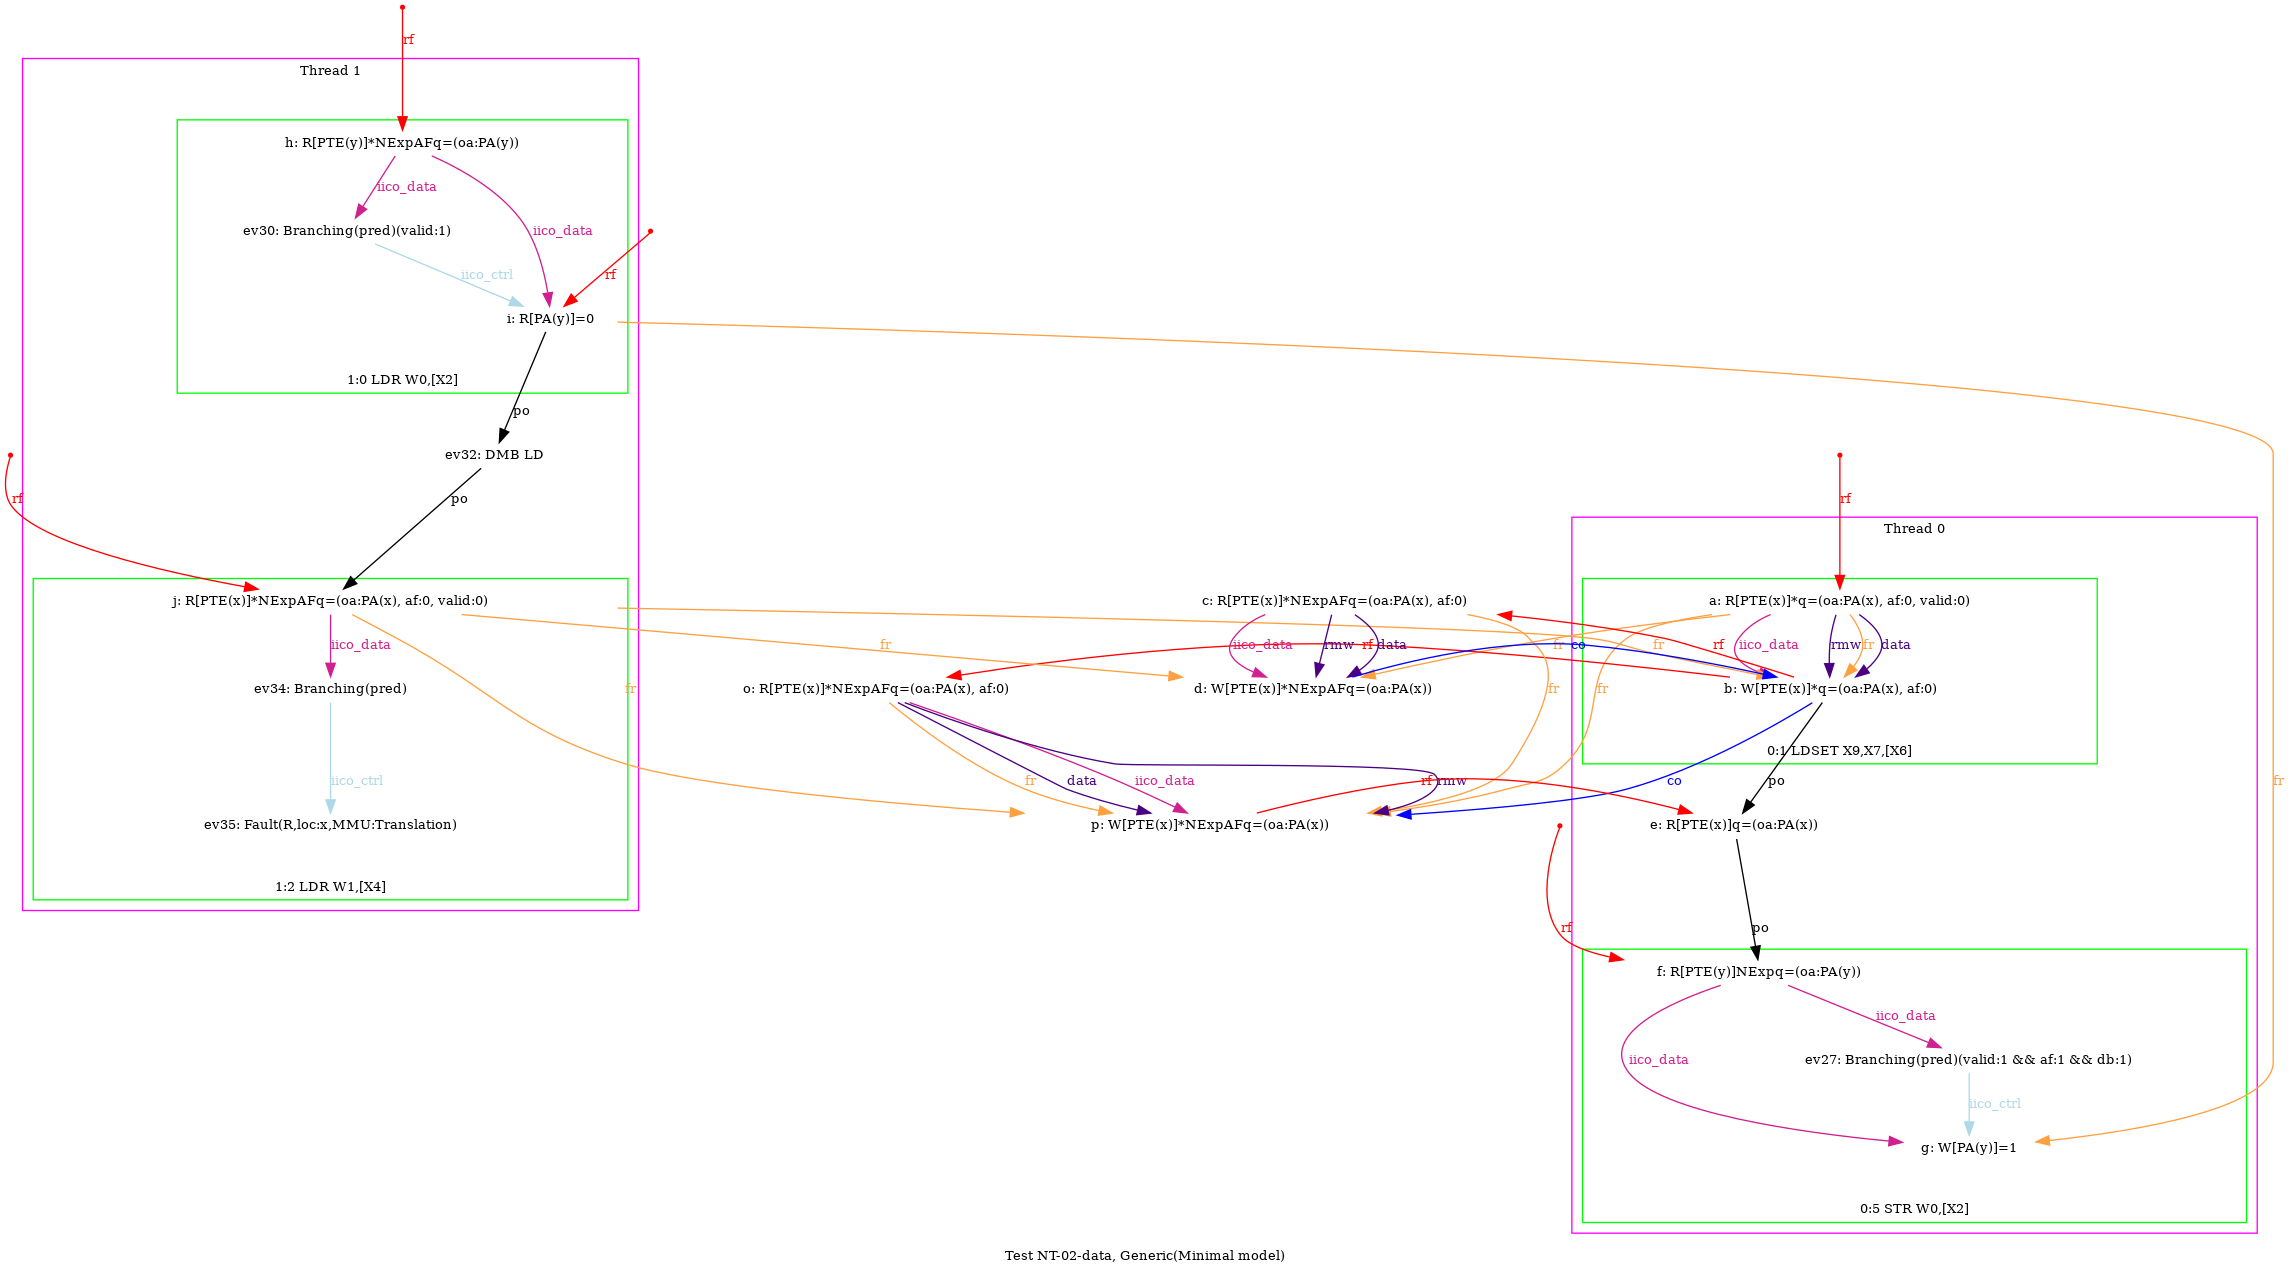 rf
Thread 1
h: R[PTE(y)]*NExpAFq=(oa:PA(y))
iico_data
ev30: Branching(pred)(valid:1)
iico_data
iico_ctrl
rf
i: R[PA(y)]=0
1:0 LDR W0,[X2]
po
ev32: DMB LD
rf
po
rf
Thread 0
j: R[PTE(x)]*NExpAFq=(oa:PA(x), af:0, valid:0)
c: R[PTE(x)]*NExpAFq=(oa:PA(x), af:0)
a: R[PTE(x)]*q=(oa:PA(x), af:0, valid:0)
iico_data
fr
iico_data
rmw
rf
data
fr
co
fr
rf
iico_data
rmw
fr
data
ev34: Branching(pred)
fr
o: R[PTE(x)]*NExpAFq=(oa:PA(x), af:0)
d: W[PTE(x)]*NExpAFq=(oa:PA(x))
fr
fr
b: W[PTE(x)]*q=(oa:PA(x), af:0)
0:1 LDSET X9,X7,[X6]
iico_ctrl
fr
data
iico_data
rf
rmw
co
po
fr
ev35: Fault(R,loc:x,MMU:Translation)
p: W[PTE(x)]*NExpAFq=(oa:PA(x))
e: R[PTE(x)]q=(oa:PA(x))
1:2 LDR W1,[X4]
rf
po
f: R[PTE(y)]NExpq=(oa:PA(y))
iico_data
iico_data
ev27: Branching(pred)(valid:1 && af:1 && db:1)
iico_ctrl
g: W[PA(y)]=1
0:5 STR W0,[X2]
Test NT-02-data, Generic(Minimal model)